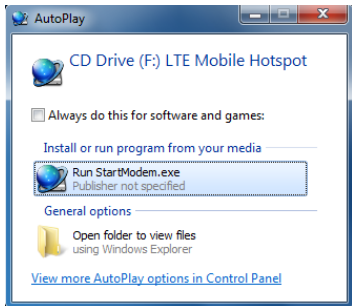 AutoPlay
CD Drive (F:) LTE Mobile Hotspot
Always do this for software and games:
Install or run program from your media
Run StartModem.exe
Publisher not specified
General options
Open folder to view files
using Windows Explorer
View more AutoPlay options in Control Panel